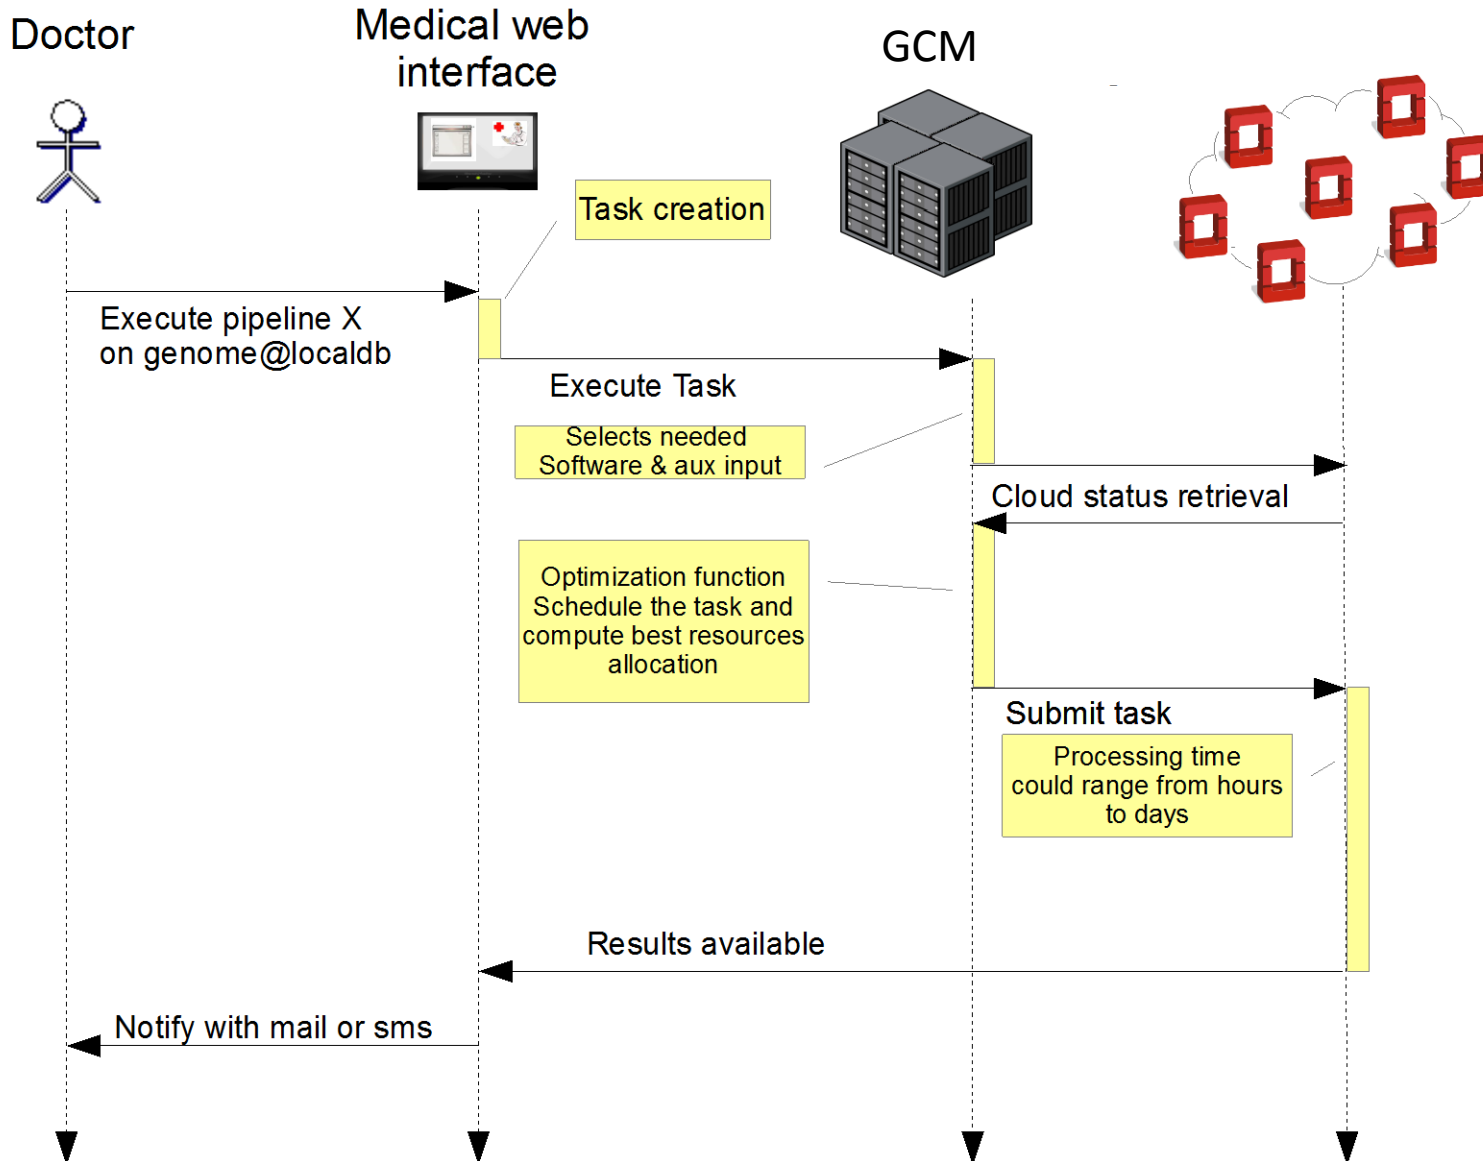 Doctor
Medical web
interface
GCM
Task creation
Execute pipeline X
on genome@localdb
Execute Task
Selects needed
Software & aux input
Cloud status retrieval
Optimization function
Schedule the task and
compute best resources
allocation
Submit task
Processing time
could range from hours
to days
Results available
Notify with mail or sms